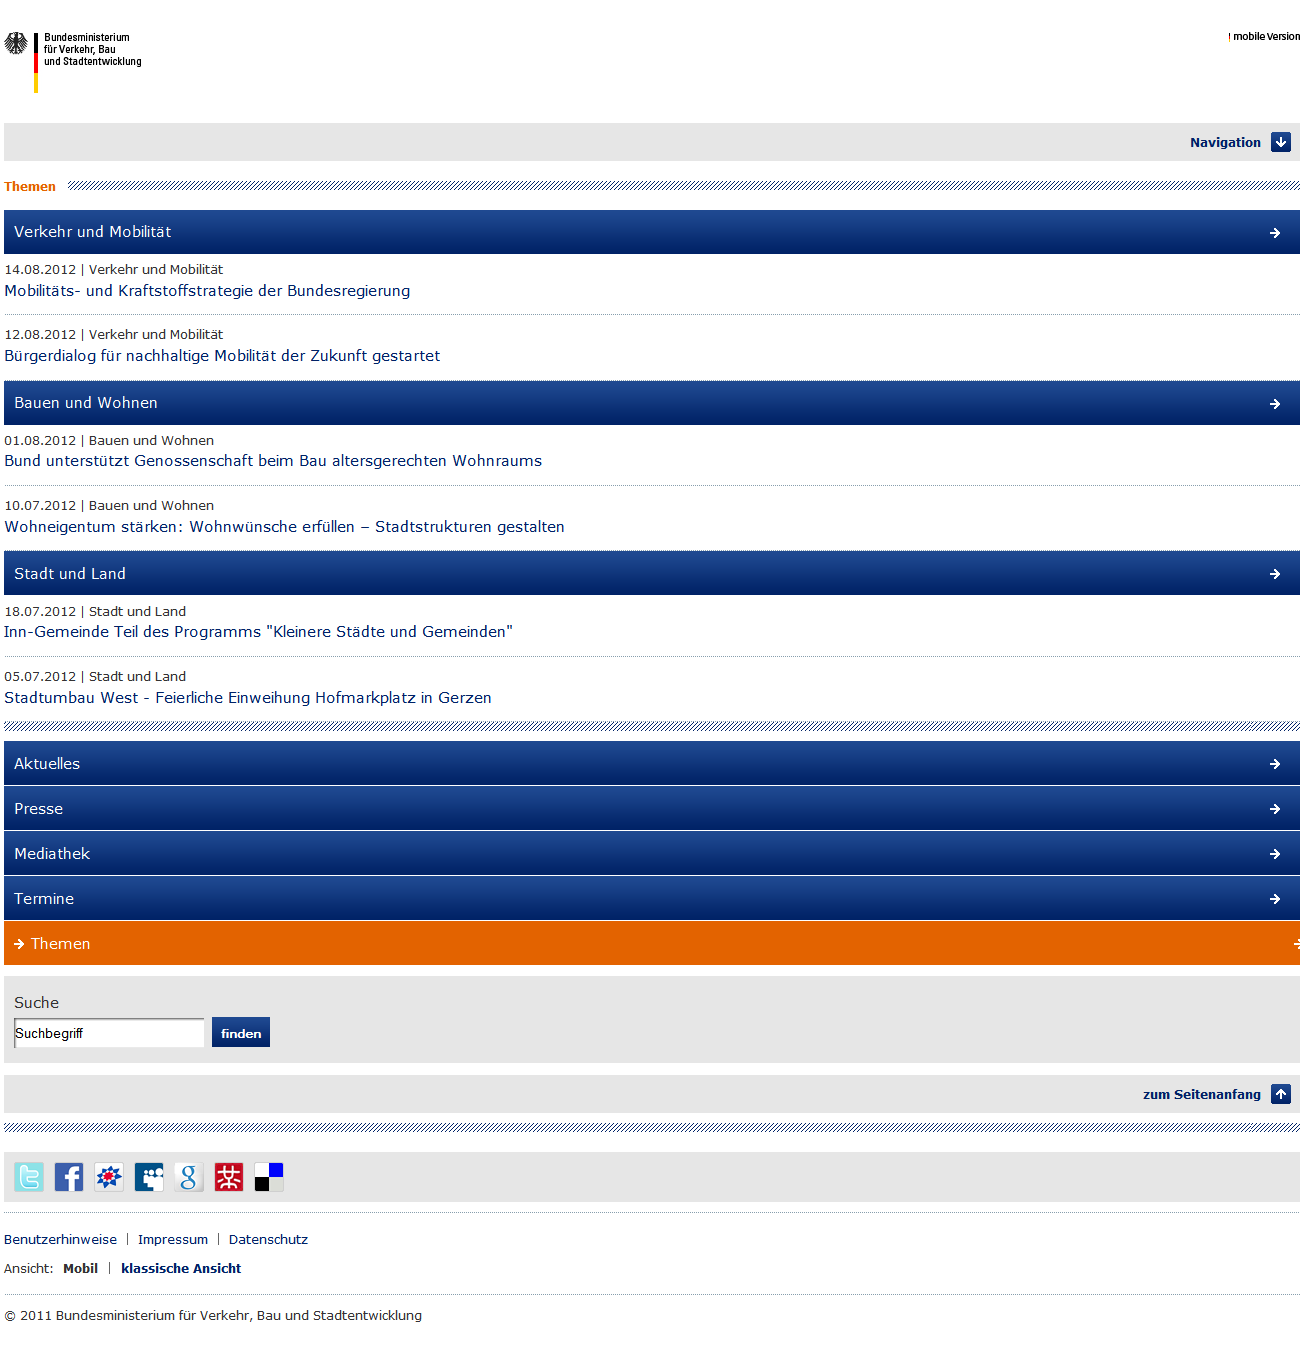 Bundesministerium
für Verkehr, Bau
und Stadtentwicklung
| mobile Version
Navigation
Themen
Verkehr und Mobilität
14.08.2012 | Verkehr und Mobilität
Mobilitäts- und Kraftstoffstrategie der Bundesregierung
12.08.2012 | Verkehr und Mobilität
Bürgerdialog für nachhaltige Mobilität der Zukunft gestartet
Bauen und Wohnen
01.08.2012 | Bauen und Wohnen
Bund unterstützt Genossenschaft beim Bau altersgerechten Wohnraums
10.07.2012 | Bauen und Wohnen
Wohneigentum stärken: Wohnwünsche erfüllen – Stadtstrukturen gestalten
Stadt und Land
18.07.2012 | Stadt und Land
Inn-Gemeinde Teil des Programms "Kleinere Städte und Gemeinden"
05.07.2012 | Stadt und Land
Stadtumbau West - Feierliche Einweihung Hofmarkplatz in Gerzen
Aktuelles
Presse
Mediathek
Termine
Themen
Suche
Suchbegriff finden
zum Seitenanfang
Benutzerhinweise | Impressum | Datenschutz
Ansicht: Mobil | klassische Ansicht
© 2011 Bundesministerium für Verkehr, Bau und Stadtentwicklung